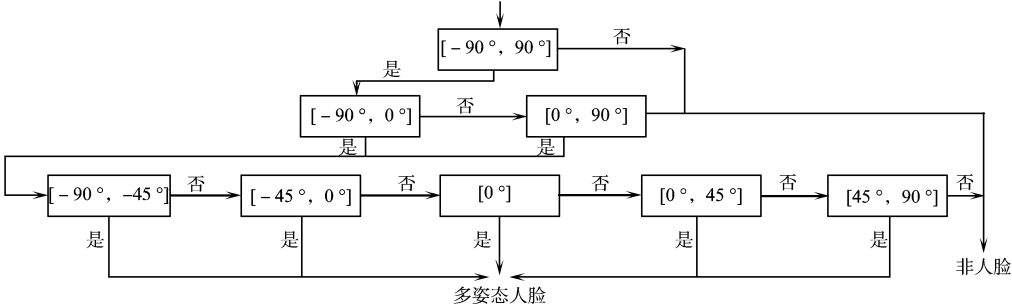 [－90°，90°]
否
是
[－90°，0°]
否
[0°，90°]
是
是
[－90°，－45°]
否
[－45°，0°]
否
[0°]
否
[0°，45°]
否
[45°，90°]
否
是
是
是
是
是
多姿态人脸
非人脸